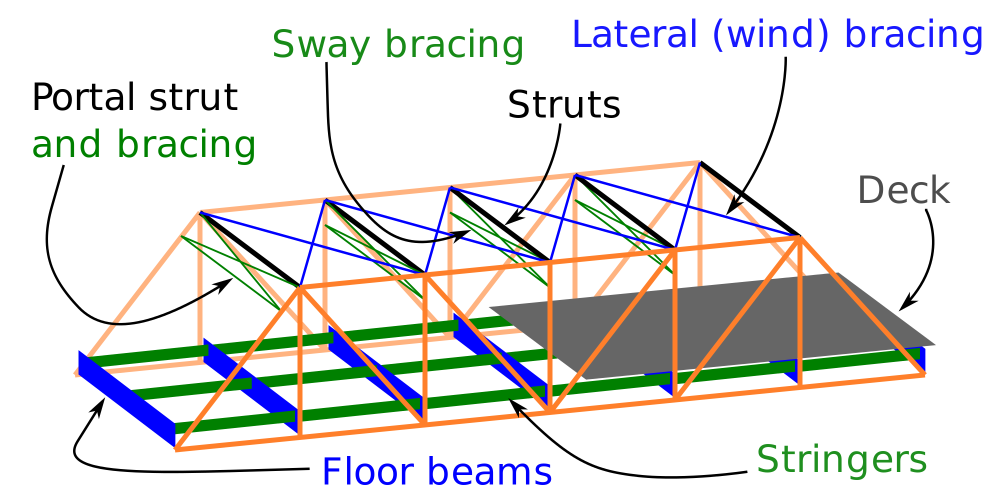 Sway bracing
Lateral (wind) bracing
Portal strut
and bracing
Struts
Deck
Floor beams
Stringers